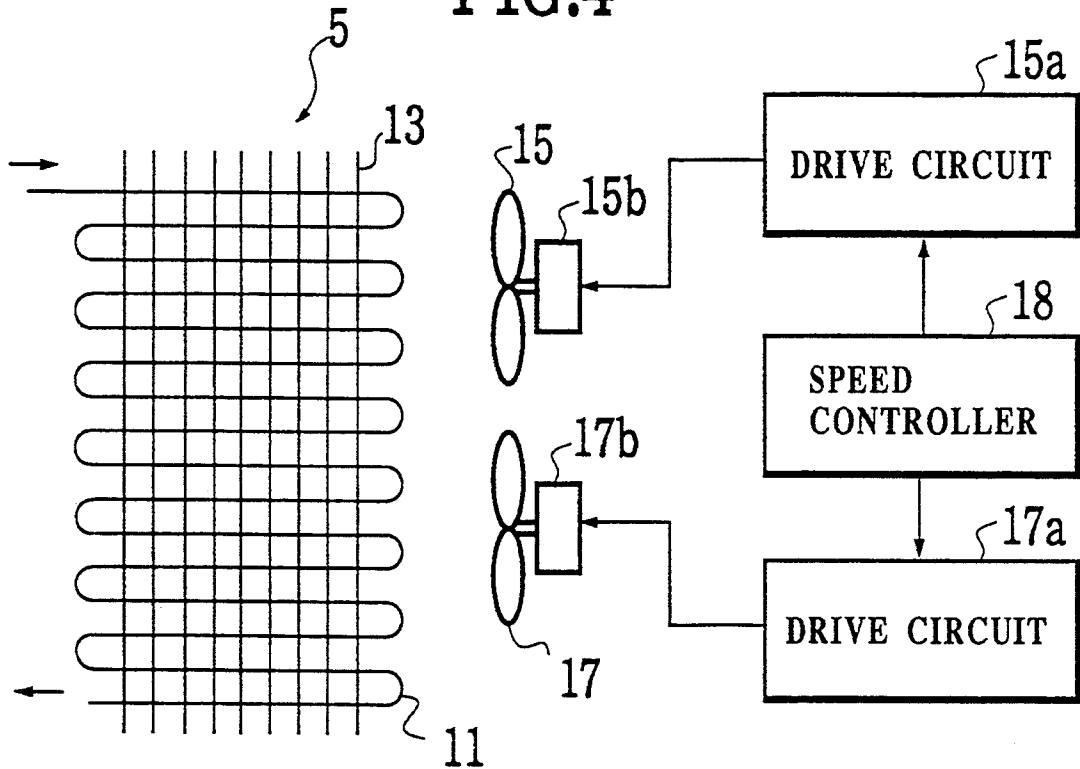 FIG.4
5
13
15
15b
15a
DRIVE CIRCUIT
18
SPEED
CONTROLLER
17b
17a
DRIVE CIRCUIT
17
11